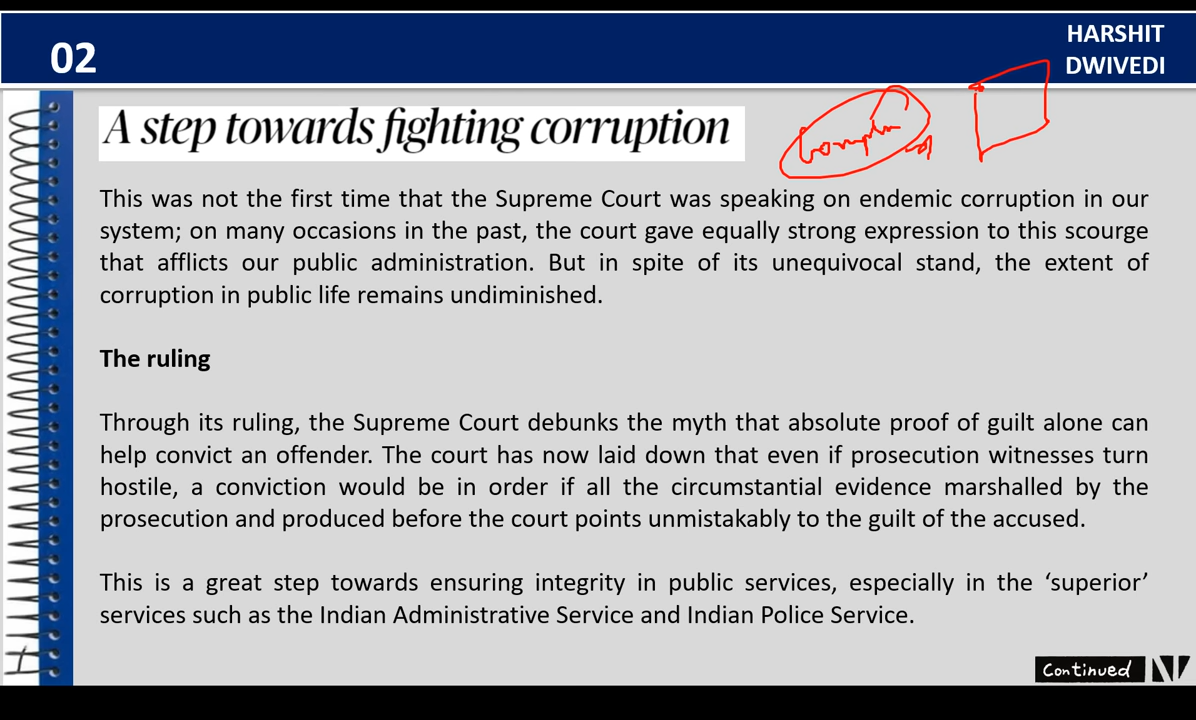 02
HARSHIT
DWIVEDI
A step towards fighting corruption
This was not the first time that the Supreme Court was speaking on endemic corruption in our
system; on many occasions in the past, the court gave equally strong expression to this scourge
that afflicts our public administration. But in spite of its unequivocal stand, the extent of
corruption in public life remains undiminished.
The ruling
Through its ruling, the Supreme Court debunks the myth that absolute proof of guilt alone can
help convict an offender. The court has now laid down that even if prosecution witnesses turn
hostile, a conviction would be in order if all the circumstantial evidence marshalled by the
prosecution and produced before the court points unmistakably to the guilt of the accused.
This is a great step towards ensuring integrity in public services, especially in the ‘superior’
services such as the Indian Administrative Service and Indian Police Service.
Continued